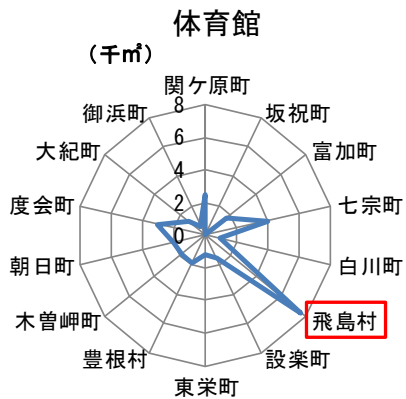 体育館
（千㎡）
関ケ原町
坂祝町
富加町
七宗町
白川町
飛島村
設楽町
東栄町
豊根村
木曽岬町
朝日町
度会町
大紀町
御浜町
8
6
4
2
0